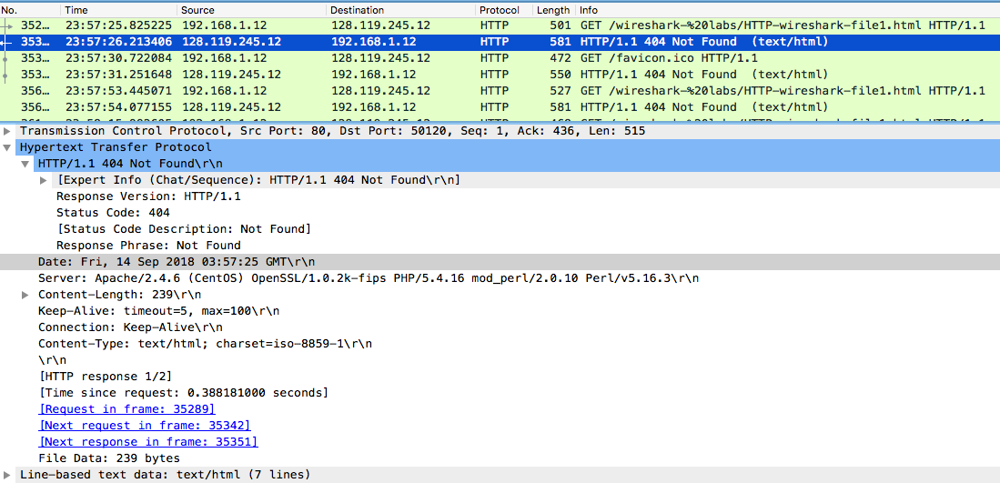 No. Time Source Destination Protocol Length Info
352… 23:57:25.825225 192.168.1.12 128.119.245.12 HTTP 501 GET /wireshark-%20labs/HTTP-wireshark-file1.html HTTP/1.1
353… 23:57:26.213406 128.119.245.12 192.168.1.12 HTTP 581 HTTP/1.1 404 Not Found (text/html)
353… 23:57:30.722084 192.168.1.12 128.119.245.12 HTTP 472 GET /favicon.ico HTTP/1.1
353… 23:57:31.251648 128.119.245.12 192.168.1.12 HTTP 550 HTTP/1.1 404 Not Found (text/html)
356… 23:57:53.445071 192.168.1.12 128.119.245.12 HTTP 527 GET /wireshark-%20labs/HTTP-wireshark-file1.html HTTP/1.1
356… 23:57:54.077155 128.119.245.12 192.168.1.12 HTTP 581 HTTP/1.1 404 Not Found (text/html)
Transmission Control Protocol, Src Port: 80, Dst Port: 50120, Seq: 1, Ack: 436, Len: 515
Hypertext Transfer Protocol
HTTP/1.1 404 Not Found\r\n
[Expert Info (Chat/Sequence): HTTP/1.1 404 Not Found\r\n]
Response Version: HTTP/1.1
Status Code: 404
[Status Code Description: Not Found]
Response Phrase: Not Found
Date: Fri, 14 Sep 2018 03:57:25 GMT\r\n
Server: Apache/2.4.6 (CentOS) OpenSSL/1.0.2k-fips PHP/5.4.16 mod_perl/2.0.10 Perl/v5.16.3\r\n
Content-Length: 239\r\n
Keep-Alive: timeout=5, max=100\r\n
Connection: Keep-Alive\r\n
Content-Type: text/html; charset=iso-8859-1\r\n
\r\n
[HTTP response 1/2]
[Time since request: 0.388181000 seconds]
[Request in frame: 35289]
[Next request in frame: 35342]
[Next response in frame: 35351]
File Data: 239 bytes
Line-based text data: text/html (7 lines)